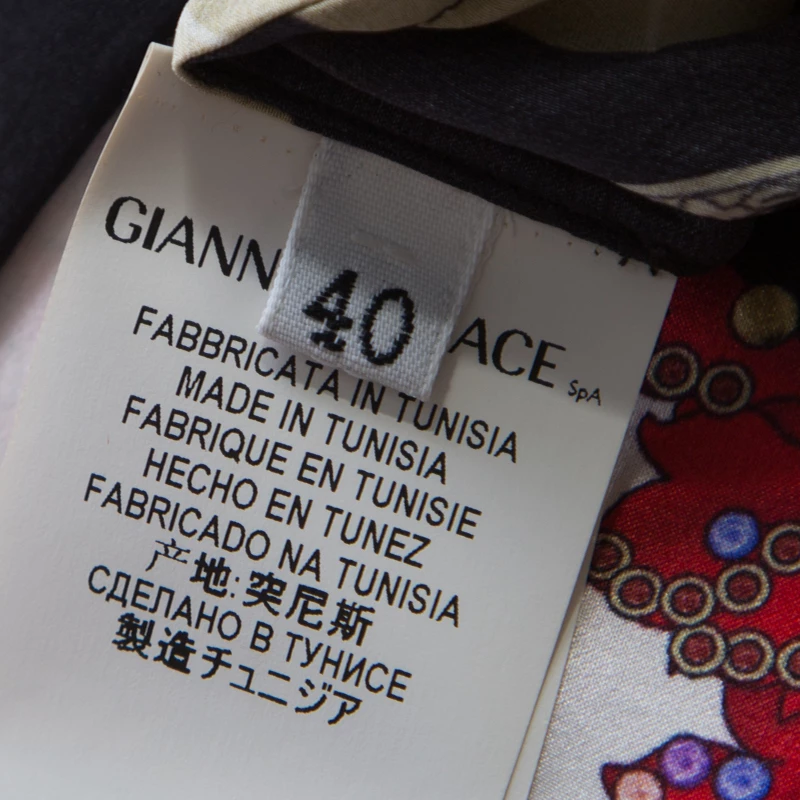 GIANN ACE SpA
40
FABBRICATA IN TUNISIA
MADE IN TUNISIA
FABRIQUE EN TUNISIE
HECHO EN TUNEZ
FABRICADO NA TUNISIA
产地:突尼斯
СДЕЛАНО В ТУНИСЕ
製造チュニジア